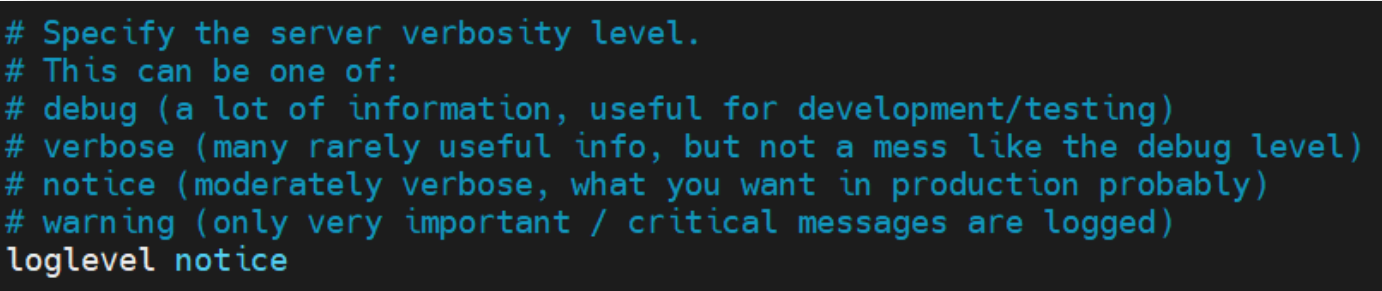 # Specify the server verbosity level.
# This can be one of:
# debug (a lot of information, useful for development/testing)
# verbose (many rarely useful info, but not a mess like the debug level)
# notice (moderately verbose, what you want in production probably)
# warning (only very important / critical messages are logged)
loglevel notice